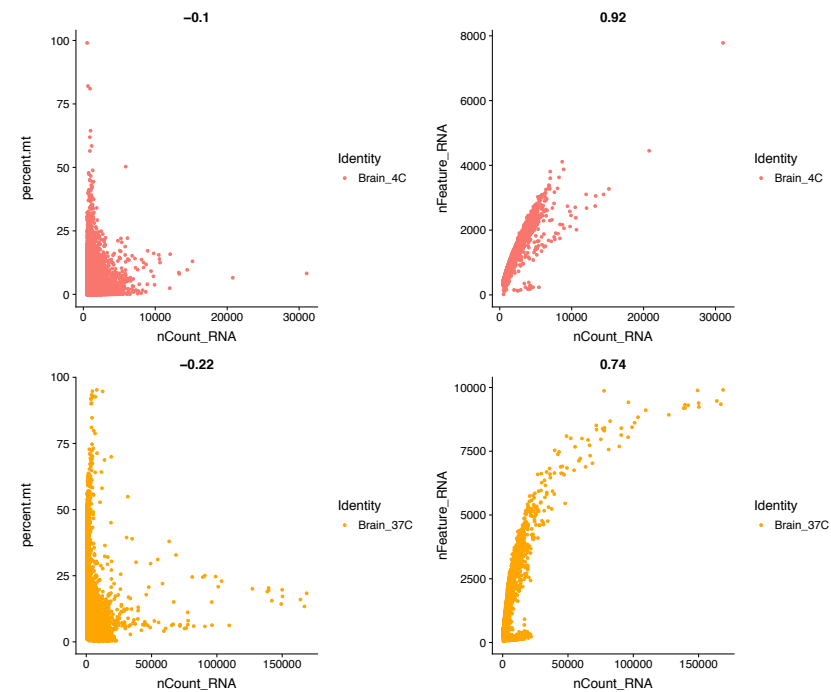 −0.1
percent.mt
100
75
50
25
0
0 10000 20000 30000
nCount_RNA
Identity
Brain_4C
0.92
nFeature_RNA
8000
6000
4000
2000
0
0 10000 20000 30000
nCount_RNA
Identity
Brain_4C
−0.22
percent.mt
100
75
50
25
0
0 50000 100000 150000
nCount_RNA
Identity
Brain_37C
0.74
nFeature_RNA
10000
7500
5000
2500
0
0 50000 100000 150000
nCount_RNA
Identity
Brain_37C